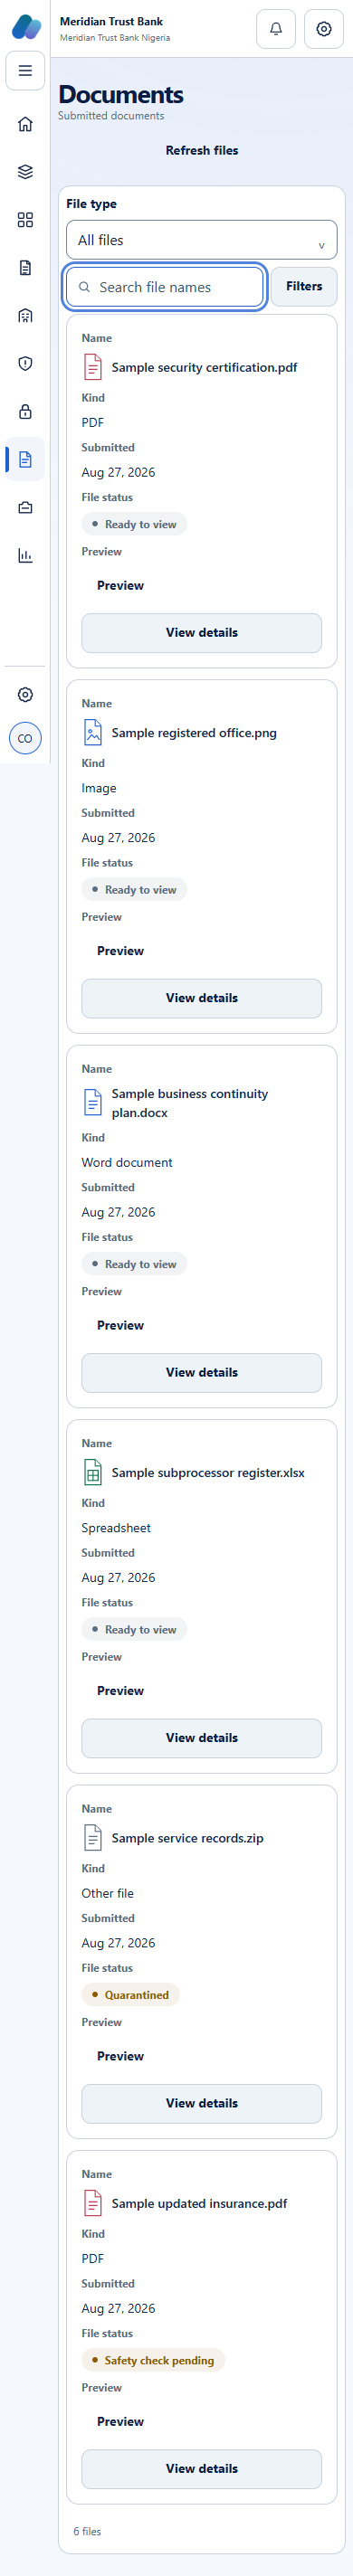 Meridian Trust Bank
Meridian Trust Bank Nigeria
Documents
Submitted documents
Refresh files
File type
All files
Search file names
Filters
Name
Sample security certification.pdf
Kind
PDF
Submitted
Aug 27, 2026
File status
Ready to view
Preview
Preview
View details
Name
Sample registered office.png
Kind
Image
Submitted
Aug 27, 2026
File status
Ready to view
Preview
Preview
View details
Name
Sample business continuity
plan.docx
Kind
Word document
Submitted
Aug 27, 2026
File status
Ready to view
Preview
Preview
View details
Name
Sample subprocessor register.xlsx
Kind
Spreadsheet
Submitted
Aug 27, 2026
File status
Ready to view
Preview
Preview
View details
Name
Sample service records.zip
Kind
Other file
Submitted
Aug 27, 2026
File status
Quarantined
Preview
Preview
View details
Name
Sample updated insurance.pdf
Kind
PDF
Submitted
Aug 27, 2026
File status
Safety check pending
Preview
Preview
View details
6 files
CO